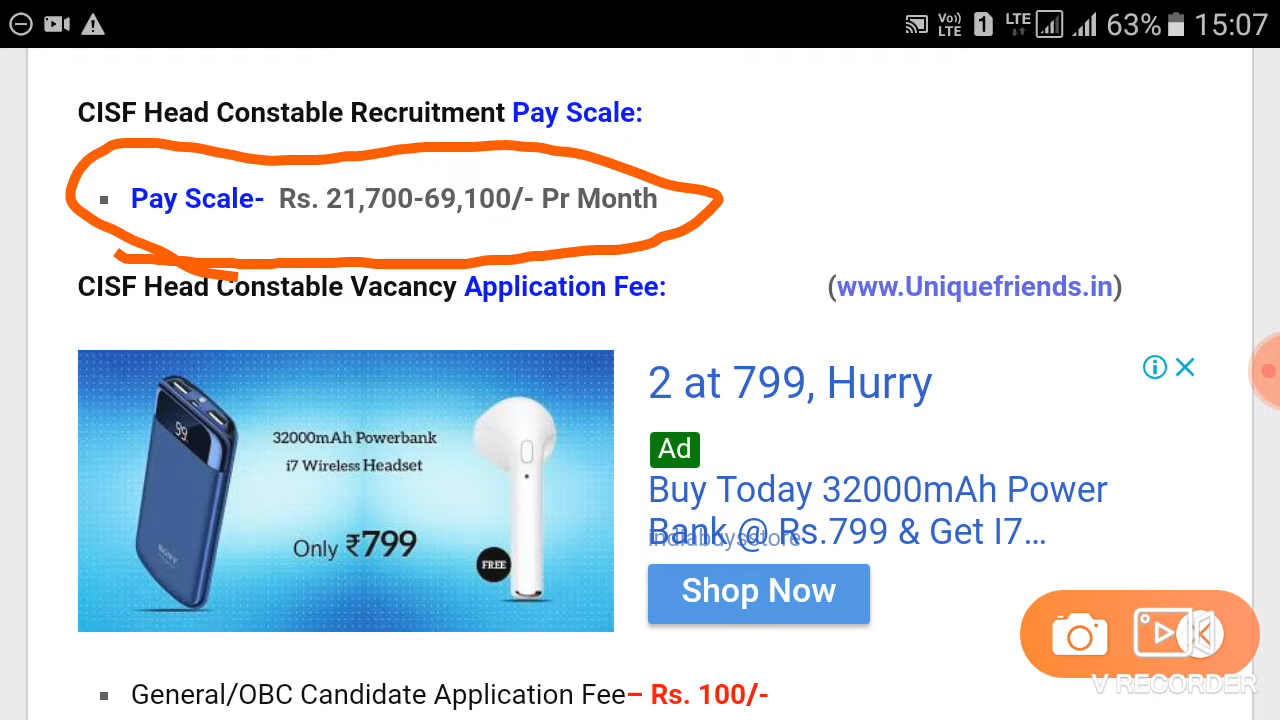 Vo)) LTE 1 LTE 63% 15:07
CISF Head Constable Recruitment Pay Scale:
Pay Scale- Rs. 21,700-69,100/- Pr Month
CISF Head Constable Vacancy Application Fee: (www.Uniquefriends.in)
2 at 799, Hurry
Ad
99
32000mAh Powerbank
i7 Wireless Headset
Only ₹799
FREE
SONY
Buy Today 32000mAh Power
Bank @ Rs.799 & Get I7...
indiabuysstore
Shop Now
V RECORDER
General/OBC Candidate Application Fee– Rs. 100/-